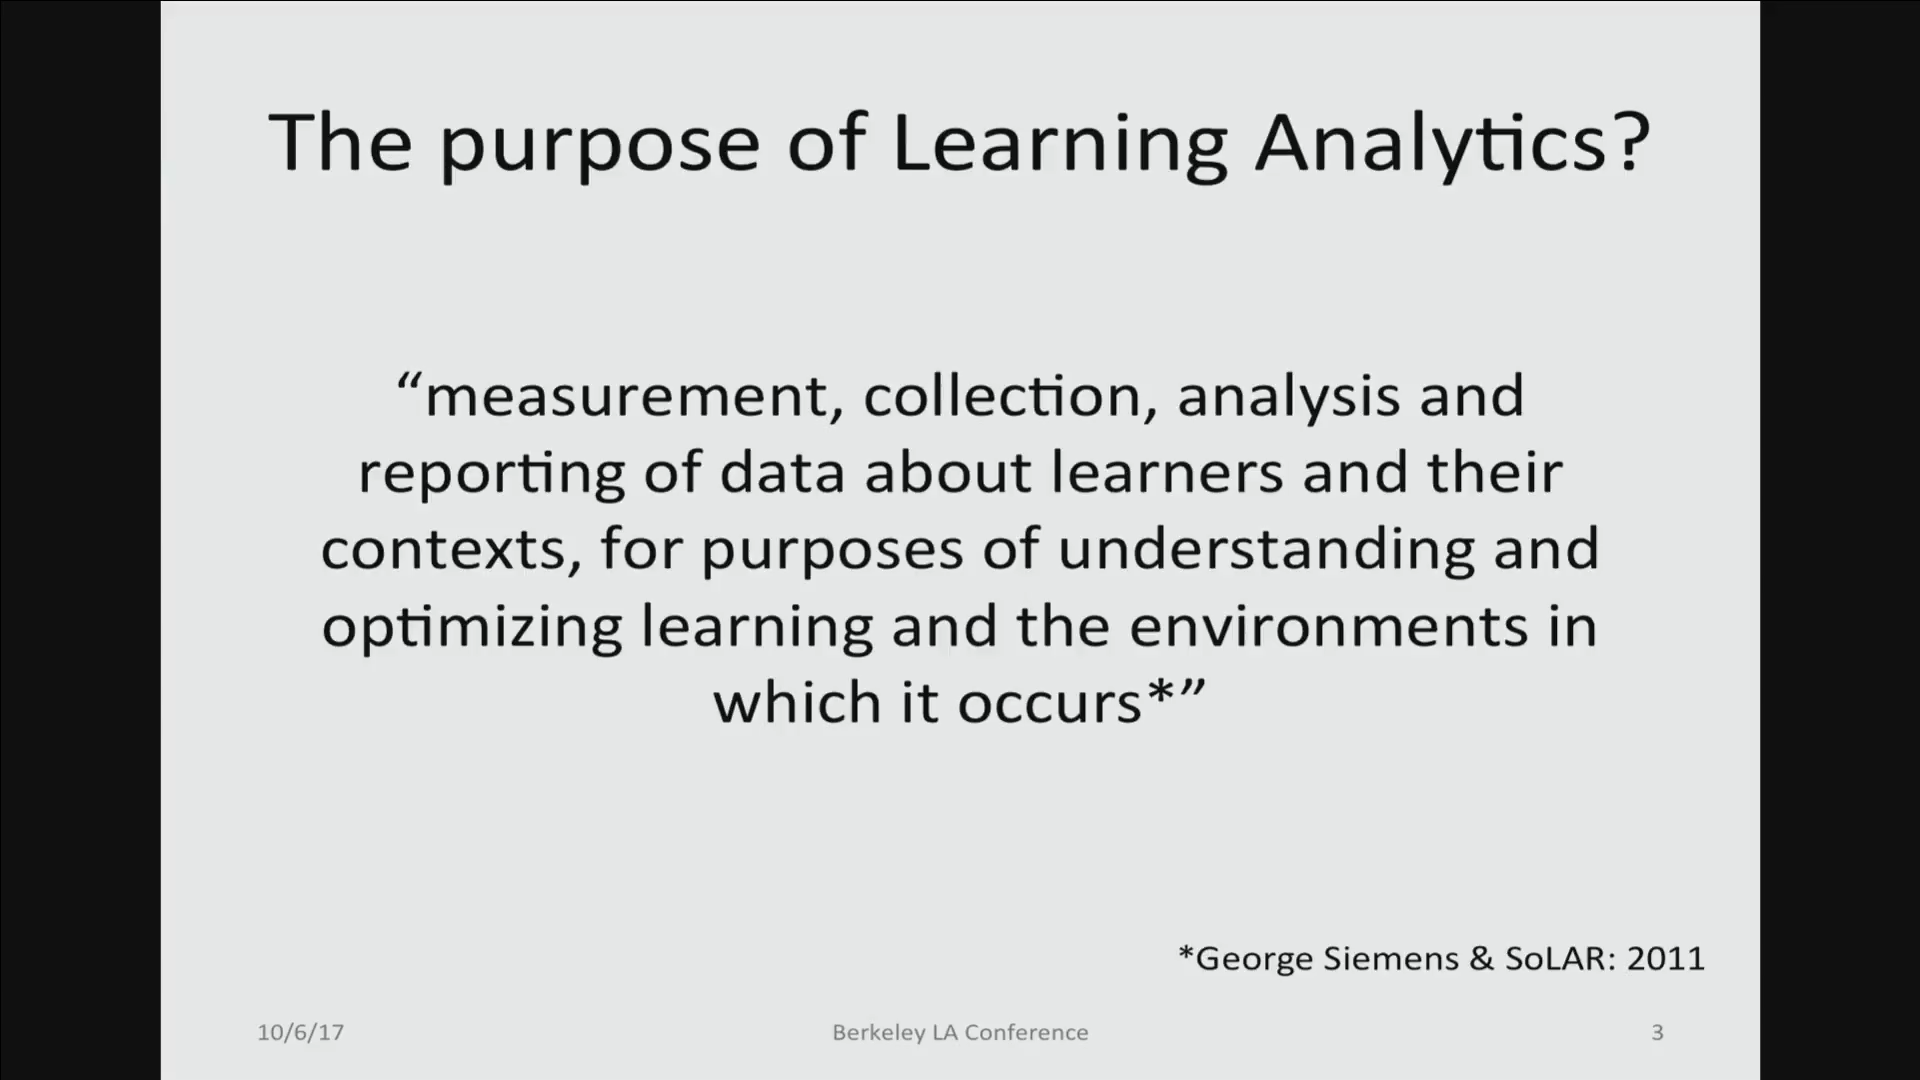 The purpose of Learning Analytics?
“measurement, collection, analysis and
reporting of data about learners and their
contexts, for purposes of understanding and
optimizing learning and the environments in
which it occurs*”
*George Siemens & SoLAR: 2011
10/6/17
Berkeley LA Conference
3